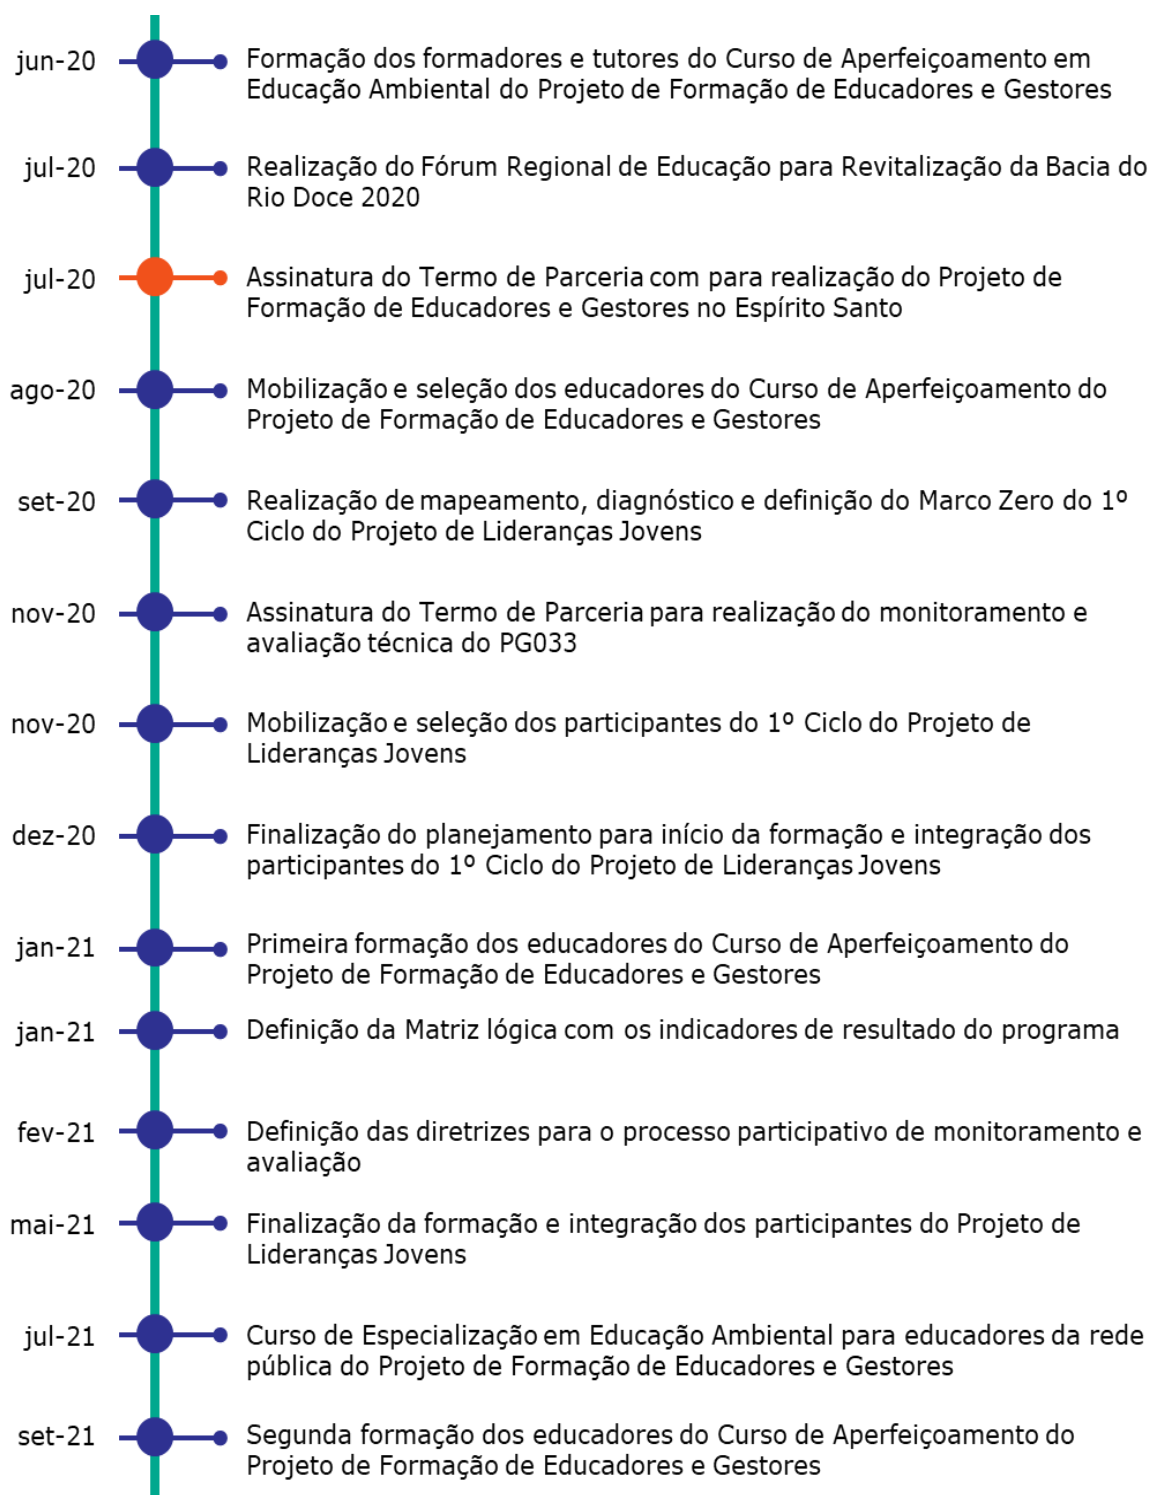 jun-20
Formação dos formadores e tutores do Curso de Aperfeiçoamento em
Educação Ambiental do Projeto de Formação de Educadores e Gestores
jul-20
Realização do Fórum Regional de Educação para Revitalização da Bacia do
Rio Doce 2020
jul-20
Assinatura do Termo de Parceria com para realização do Projeto de
Formação de Educadores e Gestores no Espírito Santo
ago-20
Mobilização e seleção dos educadores do Curso de Aperfeiçoamento do
Projeto de Formação de Educadores e Gestores
set-20
Realização de mapeamento, diagnóstico e definição do Marco Zero do 1º
Ciclo do Projeto de Lideranças Jovens
nov-20
Assinatura do Termo de Parceria para realização do monitoramento e
avaliação técnica do PG033
nov-20
Mobilização e seleção dos participantes do 1º Ciclo do Projeto de
Lideranças Jovens
dez-20
Finalização do planejamento para início da formação e integração dos
participantes do 1º Ciclo do Projeto de Lideranças Jovens
jan-21
Primeira formação dos educadores do Curso de Aperfeiçoamento do
Projeto de Formação de Educadores e Gestores
jan-21
Definição da Matriz lógica com os indicadores de resultado do programa
fev-21
Definição das diretrizes para o processo participativo de monitoramento e
avaliação
mai-21
Finalização da formação e integração dos participantes do Projeto de
Lideranças Jovens
jul-21
Curso de Especialização em Educação Ambiental para educadores da rede
pública do Projeto de Formação de Educadores e Gestores
set-21
Segunda formação dos educadores do Curso de Aperfeiçoamento do
Projeto de Formação de Educadores e Gestores